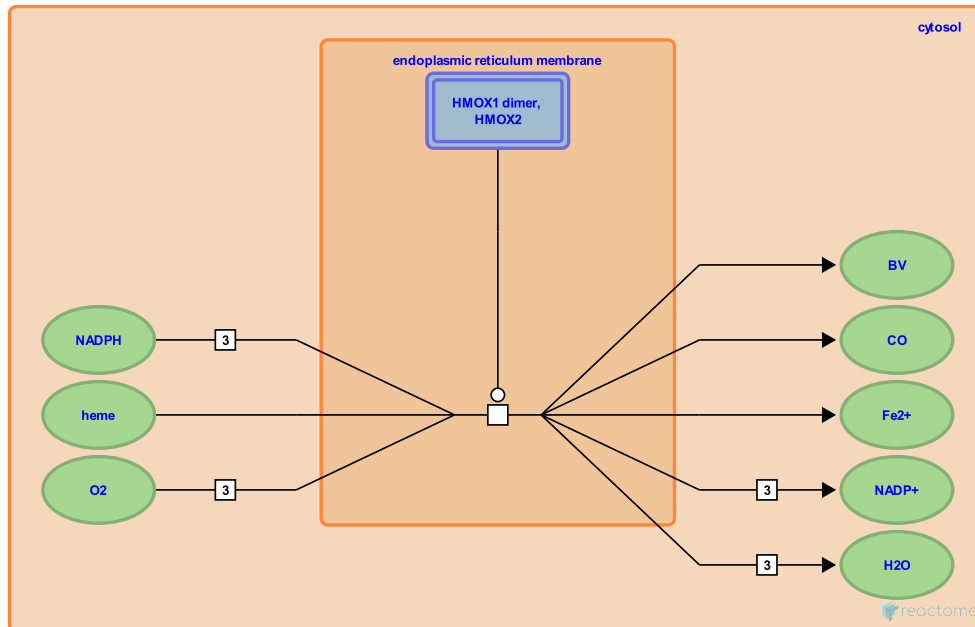 cytosol
endoplasmic reticulum membrane
HMOX1 dimer,
HMOX2
BV
NADPH
3
CO
heme
Fe2+
O2
3
3
NADP+
3
H2O
reactome